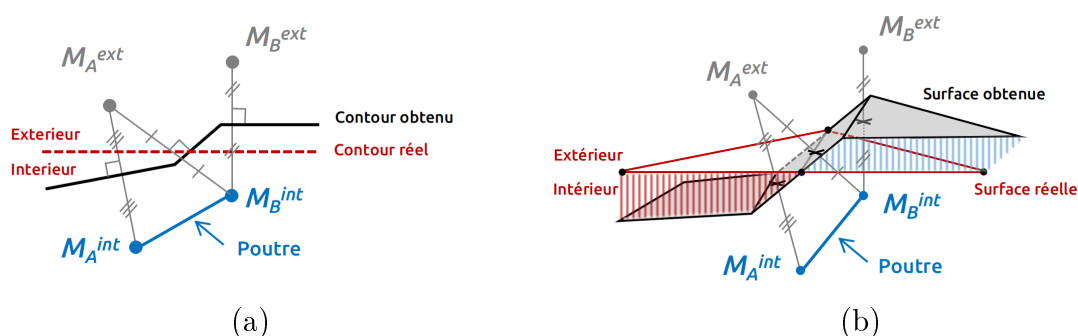 M_A^ext
M_B^ext
Exterieur
Interieur
Contour obtenu
Contour réel
M_B^int
M_A^int
Poutre
(a)
M_B^ext
M_A^ext
Surface obtenue
Extérieur
Intérieur
Surface réelle
M_B^int
M_A^int
Poutre
(b)